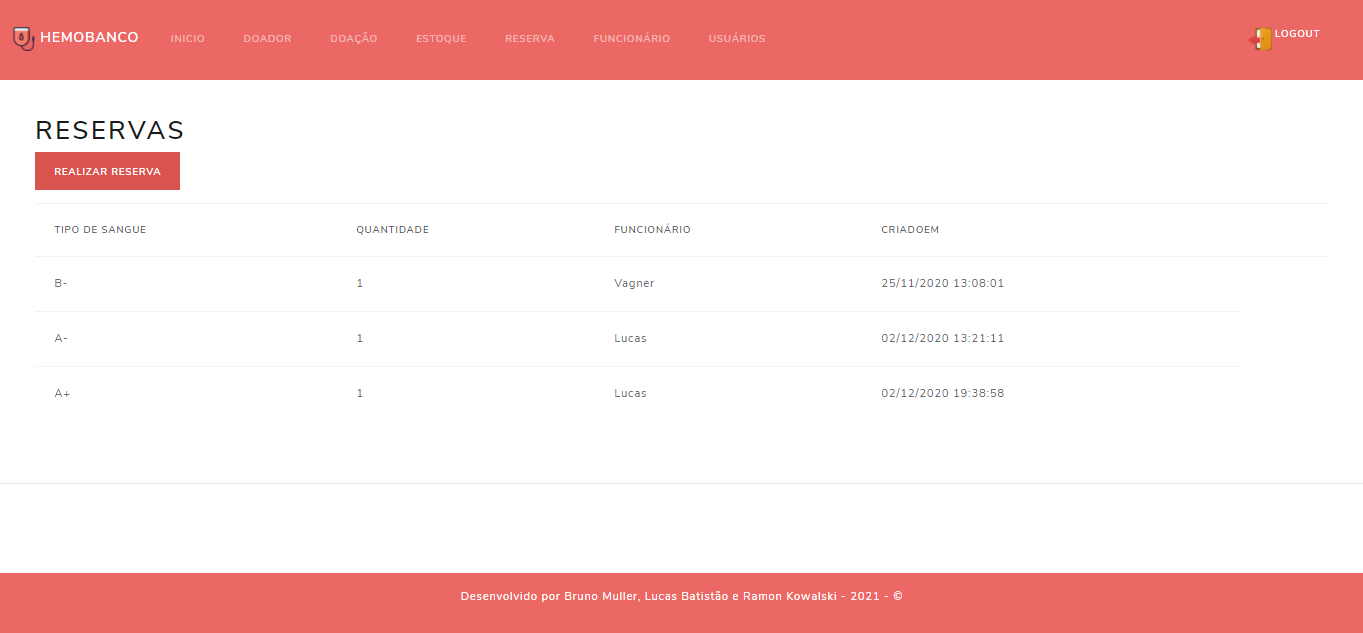 HEMOBANCO INICIO DOADOR DOAÇÃO ESTOQUE RESERVA FUNCIONÁRIO USUÁRIOS LOGOUT
RESERVAS
REALIZAR RESERVA
TIPO DE SANGUE QUANTIDADE FUNCIONÁRIO CRIADOEM
B- 1 Vagner 25/11/2020 13:08:01
A- 1 Lucas 02/12/2020 13:21:11
A+ 1 Lucas 02/12/2020 19:38:58
Desenvolvido por Bruno Muller, Lucas Batistão e Ramon Kowalski - 2021 - ©